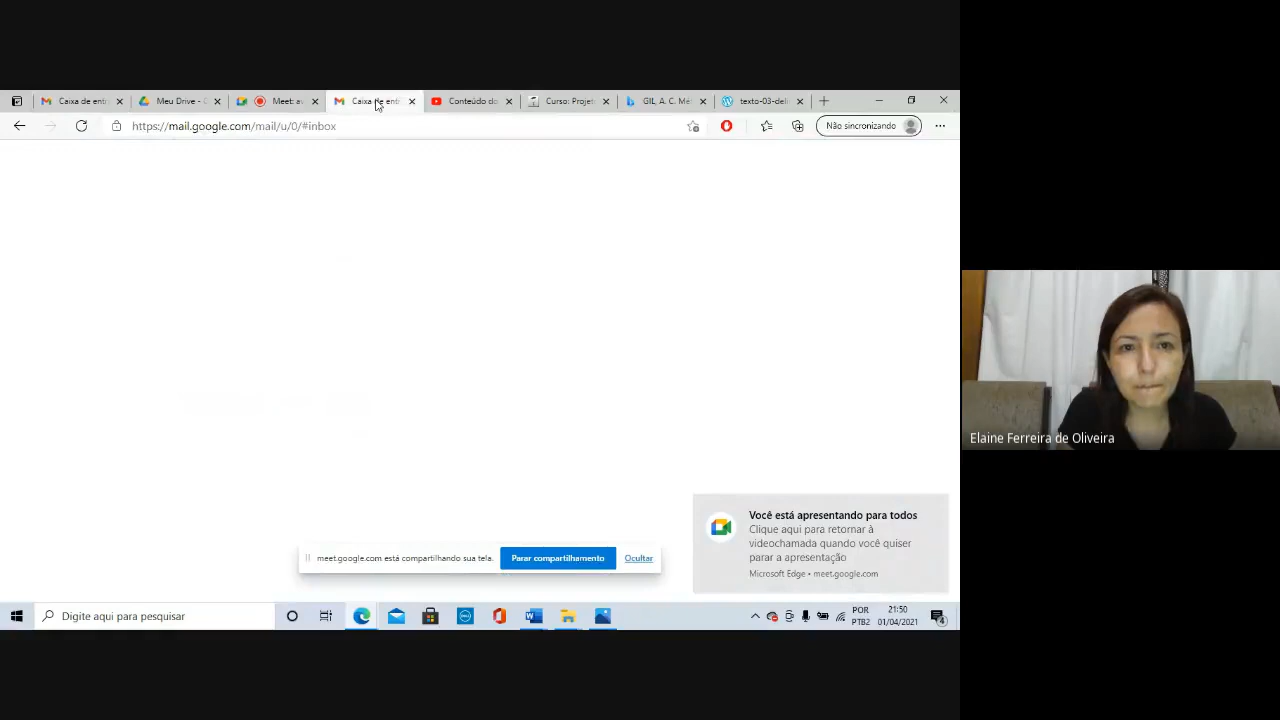 Caixa de entr
Meu Drive - G
Meet: av
Caixa de entr
Conteúdo do
Curso: Projet
GIL, A. C. Mé
texto-03-deli
https://mail.google.com/mail/u/0/#inbox
Não sincronizando
Elaine Ferreira de Oliveira
Você está apresentando para todos
Clique aqui para retornar à
videochamada quando você quiser
parar a apresentação
Microsoft Edge • meet.google.com
meet.google.com está compartilhando sua tela.
Parar compartilhamento
Ocultar
Digite aqui para pesquisar
POR
PTB2
21:50
01/04/2021
4